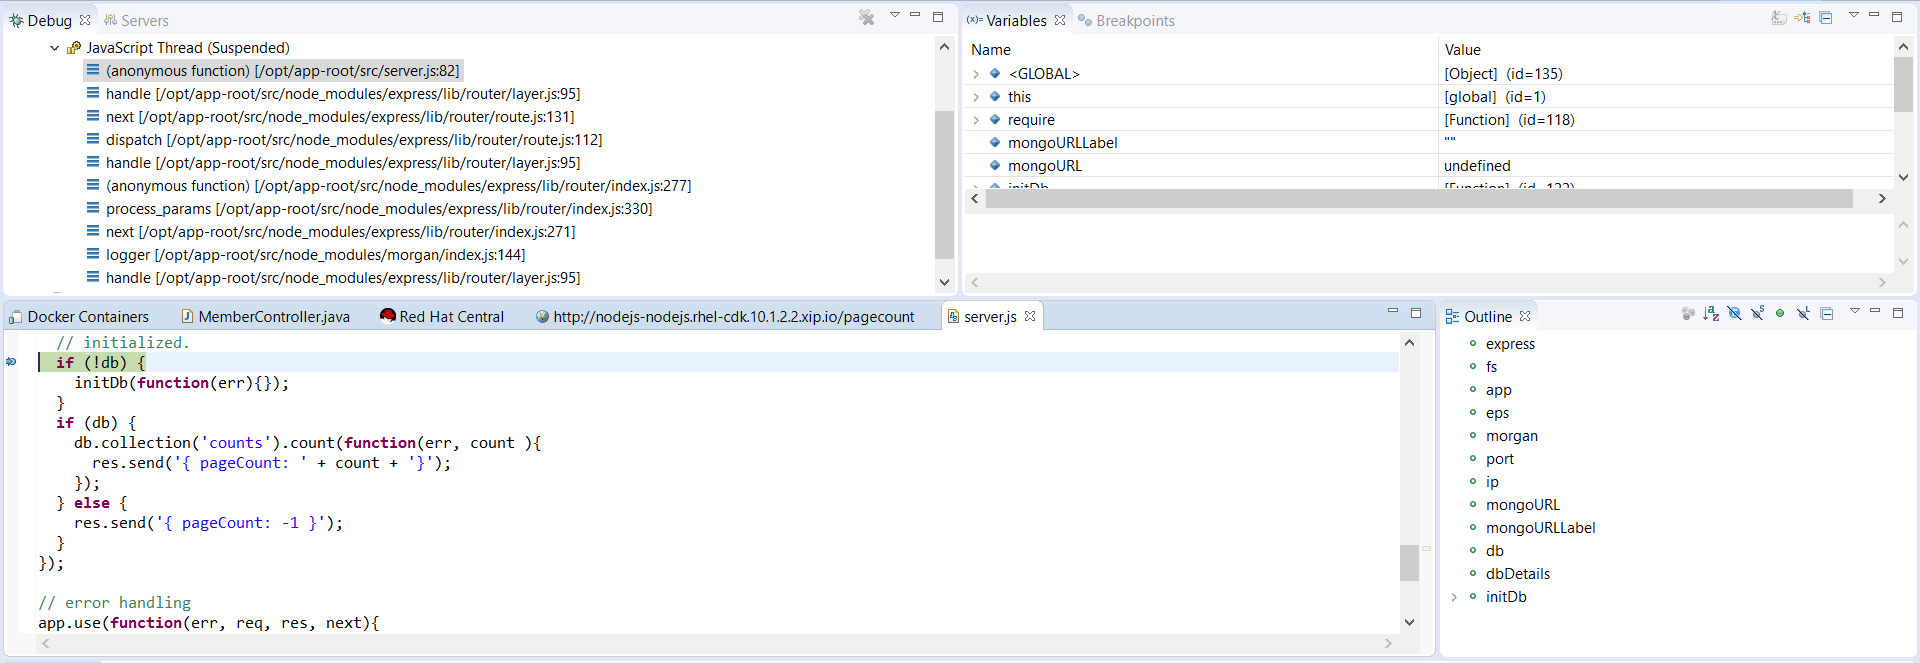 Debug Servers
JavaScript Thread (Suspended)
(anonymous function) [/opt/app-root/src/server.js:82]
handle [/opt/app-root/src/node_modules/express/lib/router/layer.js:95]
next [/opt/app-root/src/node_modules/express/lib/router/route.js:131]
dispatch [/opt/app-root/src/node_modules/express/lib/router/route.js:112]
handle [/opt/app-root/src/node_modules/express/lib/router/layer.js:95]
(anonymous function) [/opt/app-root/src/node_modules/express/lib/router/index.js:277]
process_params [/opt/app-root/src/node_modules/express/lib/router/index.js:330]
next [/opt/app-root/src/node_modules/express/lib/router/index.js:271]
logger [/opt/app-root/src/node_modules/morgan/index.js:144]
handle [/opt/app-root/src/node_modules/express/lib/router/layer.js:95]
(x)= Variables Breakpoints
Name Value
<GLOBAL> [Object] (id=135)
this [global] (id=1)
require [Function] (id=118)
mongoURLLabel ""
mongoURL undefined
initDb [Function] (id=122)
Docker Containers MemberController.java Red Hat Central http://nodejs-nodejs.rhel-cdk.10.1.2.2.xip.io/pagecount server.js
// initialized.
if (!db) {
initDb(function(err){});
}
if (db) {
db.collection('counts').count(function(err, count ){
res.send('{ pageCount: ' + count + '}');
});
} else {
res.send('{ pageCount: -1 }');
}
});
// error handling
app.use(function(err, req, res, next){
Outline
express
fs
app
eps
morgan
port
ip
mongoURL
mongoURLLabel
db
dbDetails
initDb